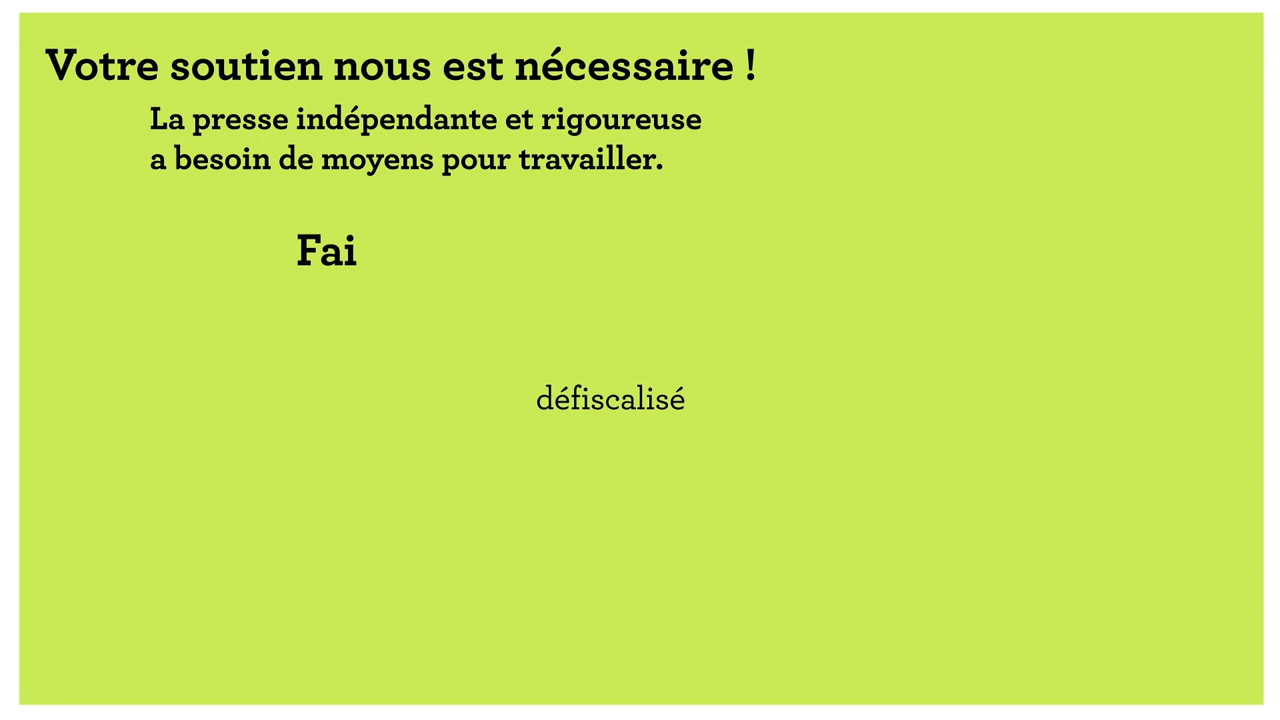 Votre soutien nous est nécessaire !
La presse indépendante et rigoureuse
a besoin de moyens pour travailler.
Fai
défiscalisé